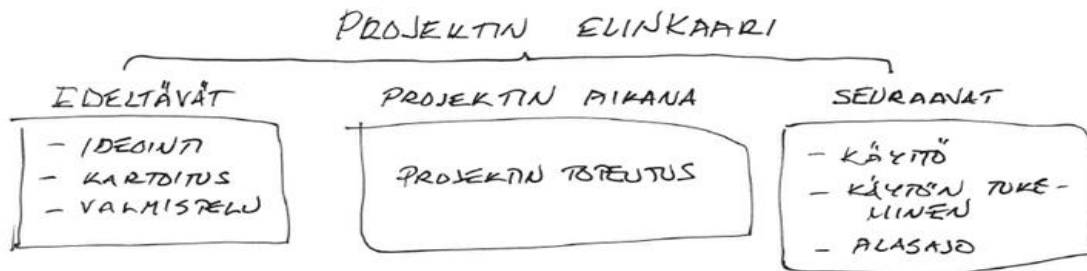 PROJEKTIN ELINKAARI
EDELTÄVÄT
- IDEOINTI
- KARTOITUS
- VALMISTELU
PROJEKTIN AIKANA
PROJEKTIN TOTEUTUS
SEURAAVAT
- KÄYTTÖ
- KÄYTÖN TUKE-
MINEN
- ALASAJO